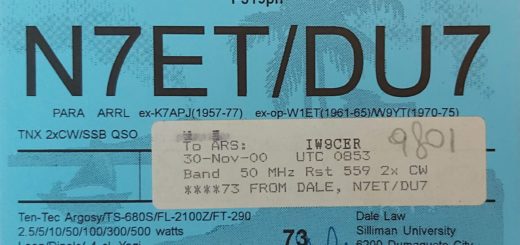 N7ET/DU7
PARA ARRL ex-K7APJ(1957-77) ex-op-W1ET(1961-65)/W9YT(1970-75)
TNX 2xCW/SSB QSO
To ARS: IW9CER
9801
30-Nov-00 UTC 0853
Band 50 MHz Rst 559 2x CW
****73 FROM DALE, N7ET/DU7
Ten-Tec Argosy/TS-680S/FL-2100Z/FT-290
2.5/5/10/50/100/300/500 watts
73
Dale Law
Silliman University
6200 Dumaguete City